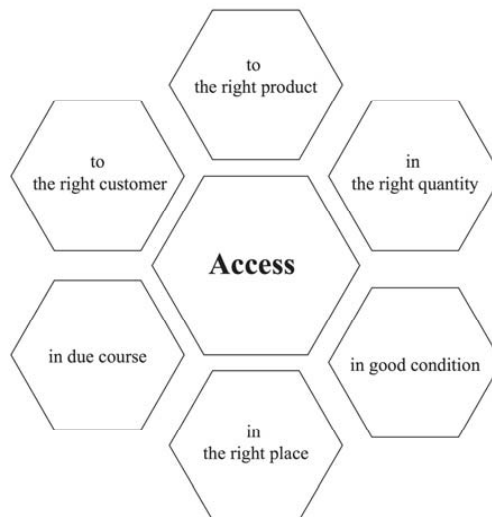 to
the right product
to
the right customer
in
the right quantity
Access
in due course
in good condition
in
the right place